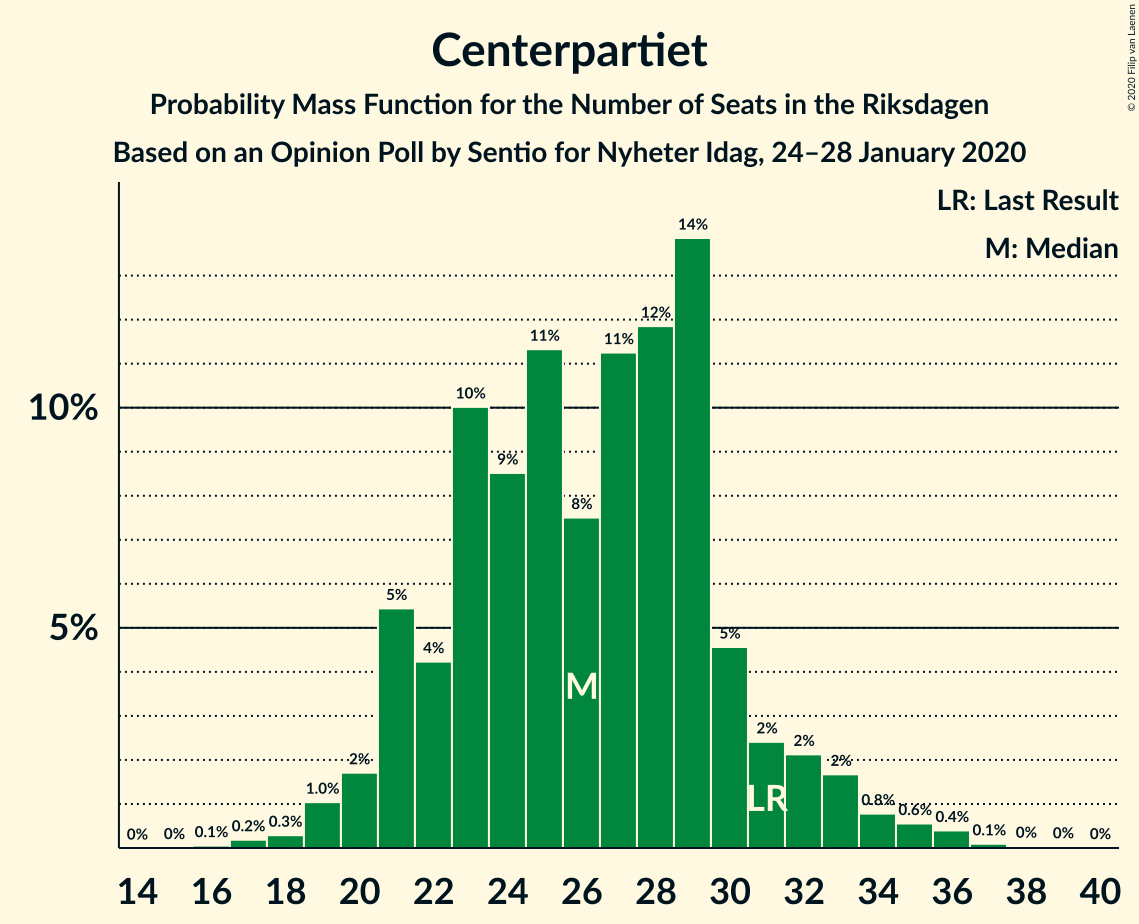 Centerpartiet
Probability Mass Function for the Number of Seats in the Riksdagen
Based on an Opinion Poll by Sentio for Nyheter Idag, 24–28 January 2020
© 2020 Filip van Laenen
LR: Last Result
M: Median
10%
5%
0% 0% 0.1% 0.2% 0.3% 1.0% 2% 5% 4% 10% 9% 11% 8% 11% 12% 14% 5% 2% 2% 2% 0.8% 0.6% 0.4% 0.1% 0% 0% 0%
M
LR
14 16 18 20 22 24 26 28 30 32 34 36 38 40